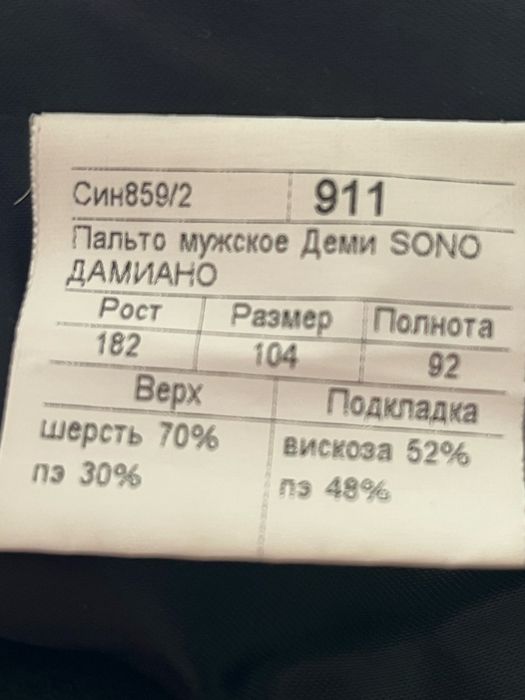 Син859/2 911
Пальто мужское Деми SONO
ДАМИАНО
Рост Размер Полнота
182 104 92
Верх Подкладка
шерсть 70% вискоза 52%
пэ 30% пэ 48%